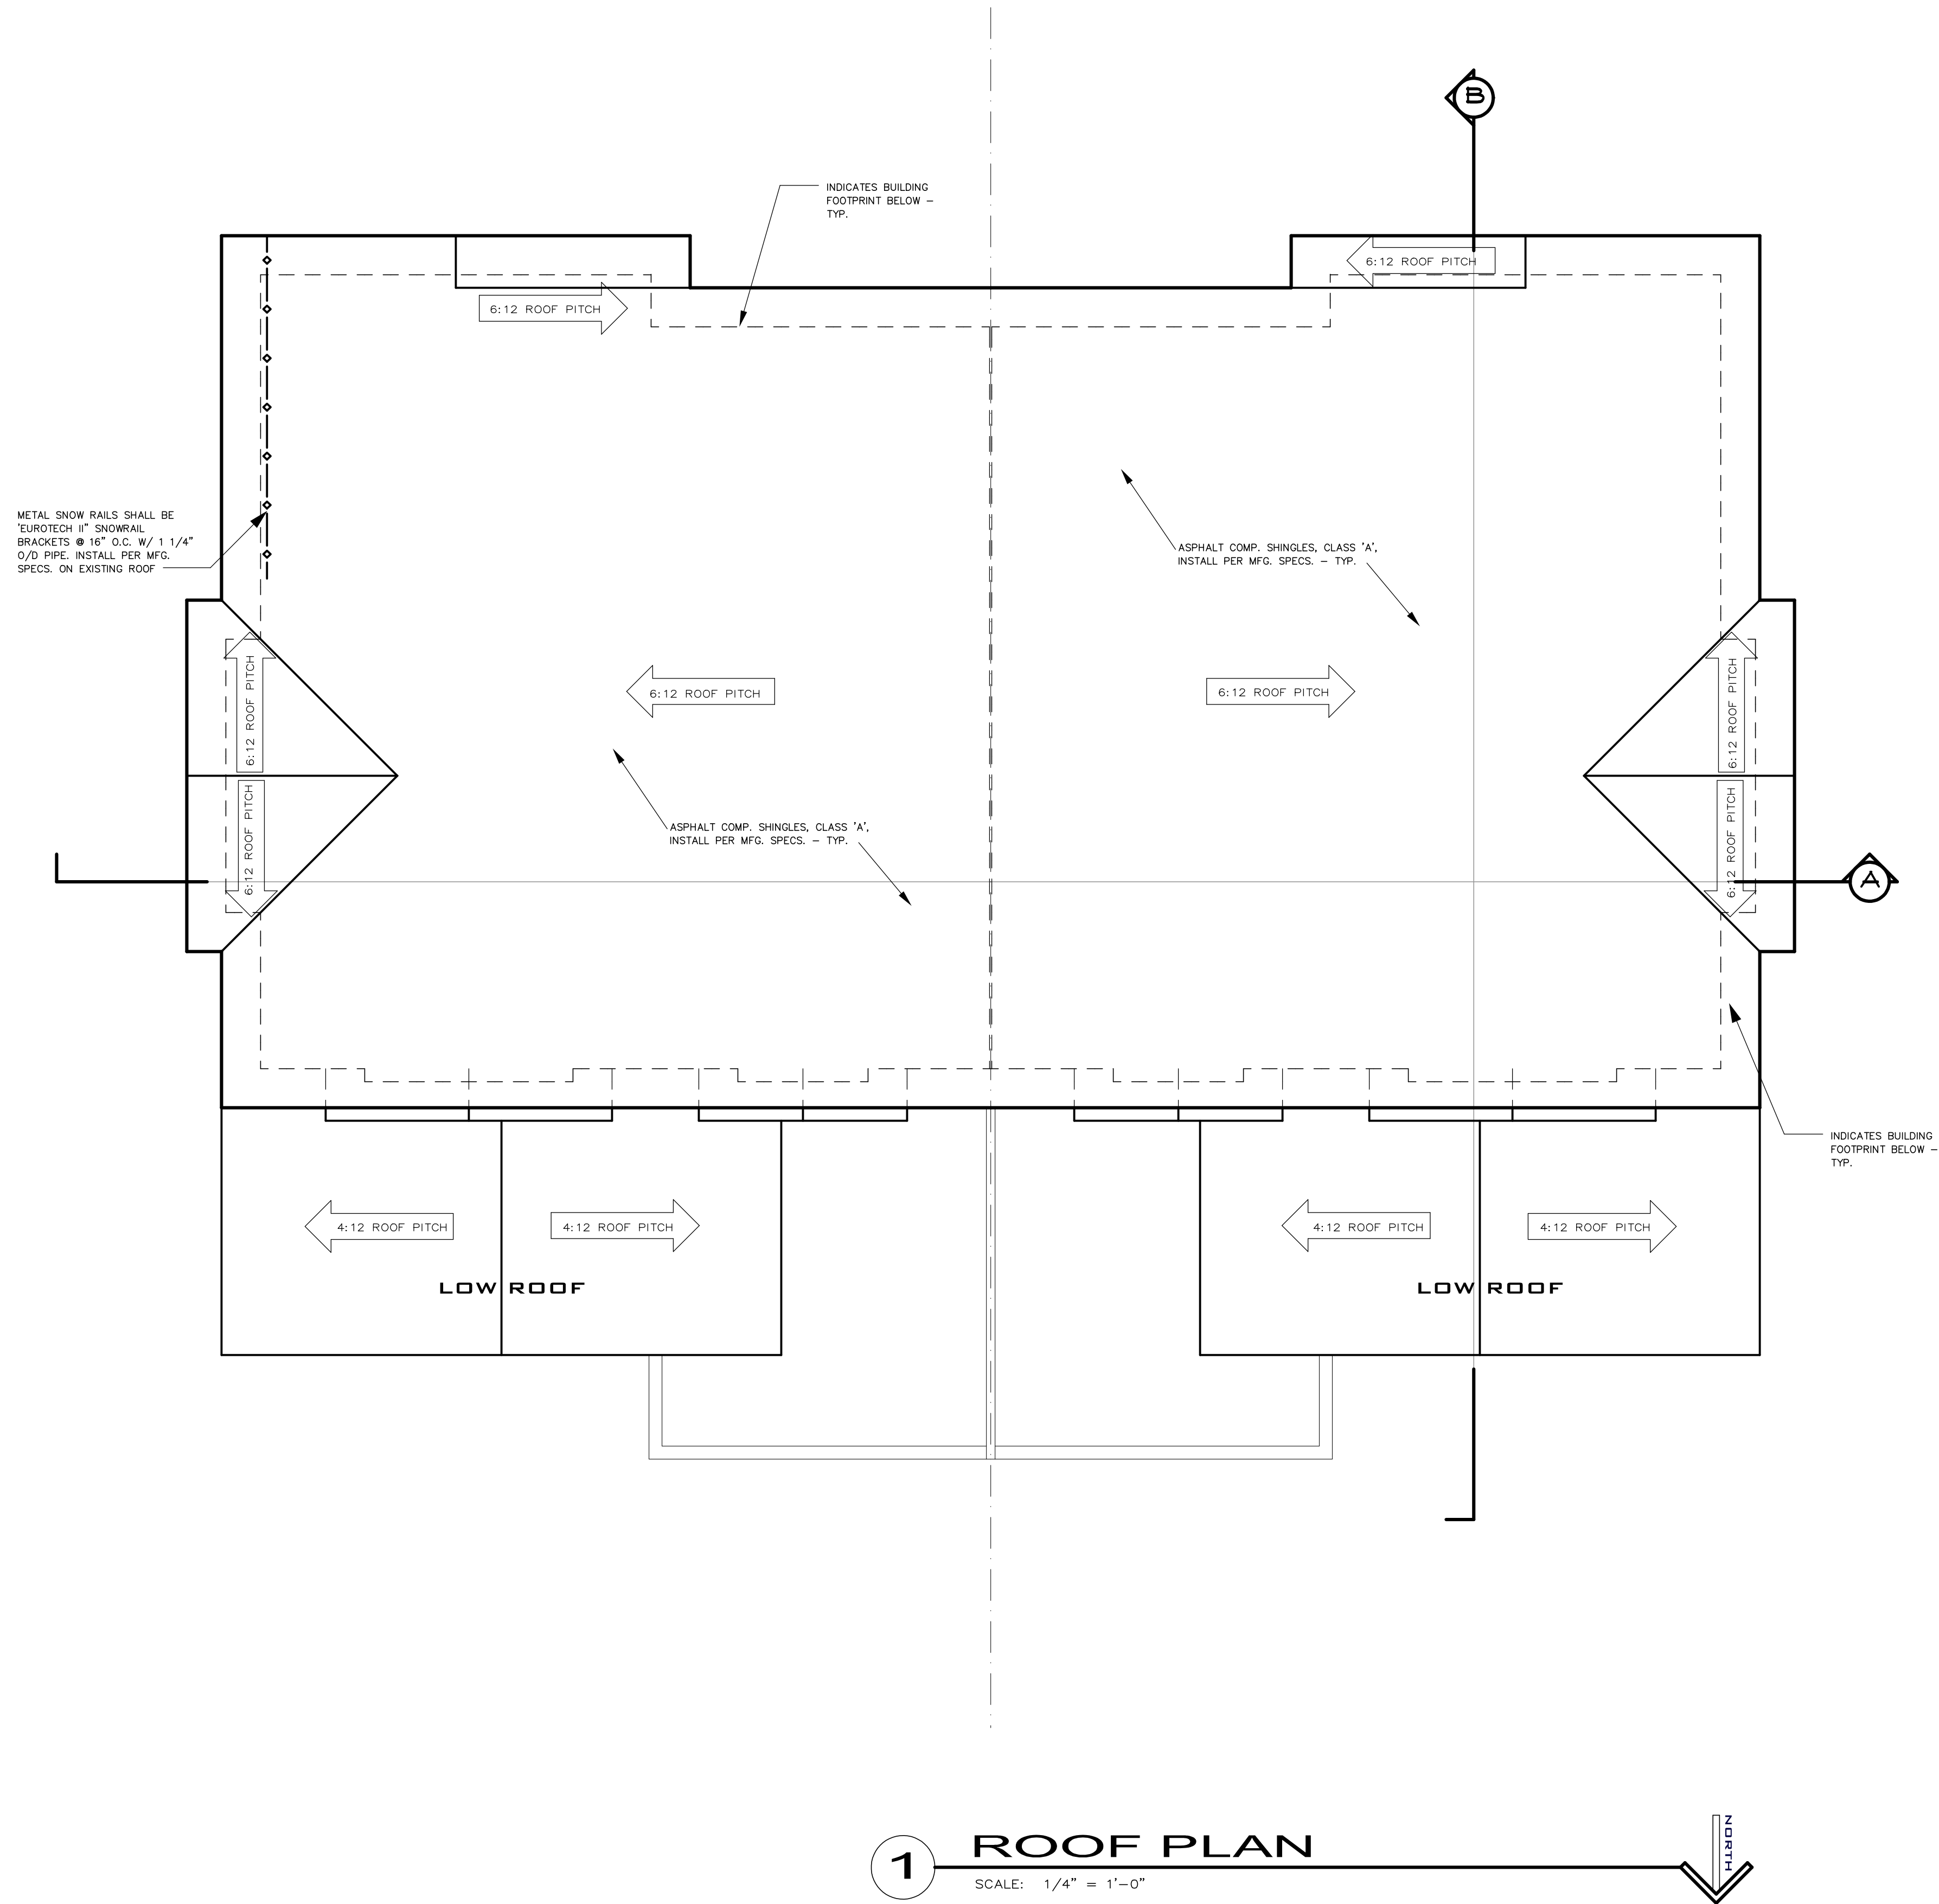 B
INDICATES BUILDING
FOOTPRINT BELOW –
TYP.
6:12 ROOF PITCH
6:12 ROOF PITCH
METAL SNOW RAILS SHALL BE
'EUROTECH II" SNOWRAIL
BRACKETS @ 16" O.C. W/ 1 1/4"
O/D PIPE. INSTALL PER MFG.
SPECS. ON EXISTING ROOF
ASPHALT COMP. SHINGLES, CLASS 'A',
INSTALL PER MFG. SPECS. – TYP.
6:12 ROOF PITCH
6:12 ROOF PITCH
6:12 ROOF PITCH
6:12 ROOF PITCH
6:12 ROOF PITCH
6:12 ROOF PITCH
ASPHALT COMP. SHINGLES, CLASS 'A',
INSTALL PER MFG. SPECS. – TYP.
A
INDICATES BUILDING
FOOTPRINT BELOW –
TYP.
4:12 ROOF PITCH
4:12 ROOF PITCH
4:12 ROOF PITCH
4:12 ROOF PITCH
LOW ROOF
LOW ROOF
1
ROOF PLAN
SCALE: 1/4" = 1'–0"
NORTH